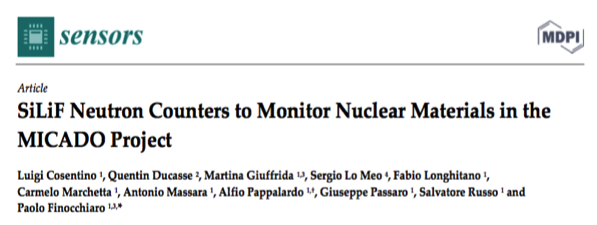 sensors
MDPI
Article
SiLiF Neutron Counters to Monitor Nuclear Materials in the
MICADO Project
Luigi Cosentino ¹, Quentin Ducasse ², Martina Giuffrida ¹,³, Sergio Lo Meo ⁴, Fabio Longhitano ¹,
Carmelo Marchetta ¹, Antonio Massara ¹, Alfio Pappalardo ¹,†, Giuseppe Passaro ¹, Salvatore Russo ¹ and
Paolo Finocchiaro ¹,³,*